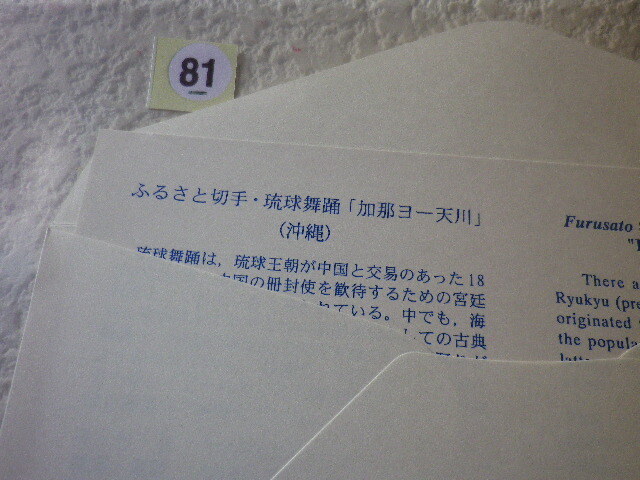 81
ふるさと切手・琉球舞踊「加那ヨー天川」
(沖縄)
琉球舞踊は，琉球王朝が中国と交易のあった18
国の冊封使を歓待するための宮廷
れている。中でも，海
しての古典
Furusato
There a
Ryukyu (pre
originated
the popula